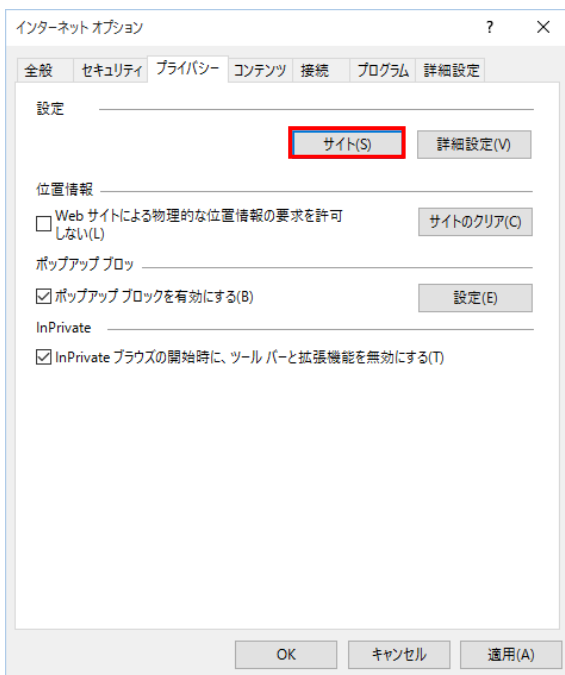 インターネット オプション ? ×
全般 セキュリティ プライバシー コンテンツ 接続 プログラム 詳細設定
設定
サイト(S) 詳細設定(V)
位置情報
Web サイトによる物理的な位置情報の要求を許可
しない(L)
サイトのクリア(C)
ポップアップ ブロッ
ポップアップ ブロックを有効にする(B) 設定(E)
InPrivate
InPrivate ブラウズの開始時に、ツール バーと拡張機能を無効にする(T)
OK キャンセル 適用(A)